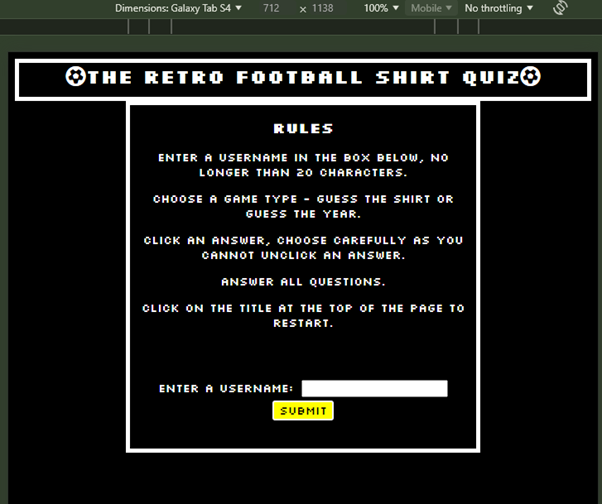 Dimensions: Galaxy Tab S4 ▼ 712 × 1138 100% ▼ Mobile ▼ No throttling ▼
THE RETRO FOOTBALL SHIRT QUIZ
RULES
ENTER A USERNAME IN THE BOX BELOW, NO
LONGER THAN 20 CHARACTERS.
CHOOSE A GAME TYPE - GUESS THE SHIRT OR
GUESS THE YEAR.
CLICK AN ANSWER, CHOOSE CAREFULLY AS YOU
CANNOT UNCLICK AN ANSWER.
ANSWER ALL QUESTIONS.
CLICK ON THE TITLE AT THE TOP OF THE PAGE TO
RESTART.
ENTER A USERNAME:
SUBMIT